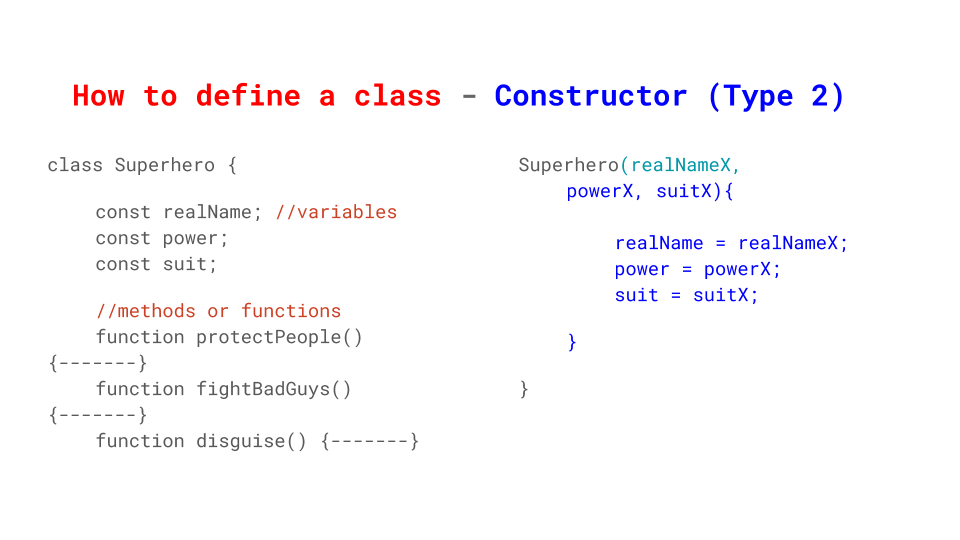 How to define a class - Constructor (Type 2)
class Superhero {
const realName; //variables
const power;
const suit;
//methods or functions
function protectPeople()
{-------}
function fightBadGuys()
{-------}
function disguise() {-------}
Superhero(realNameX,
powerX, suitX){
realName = realNameX;
power = powerX;
suit = suitX;
}
}